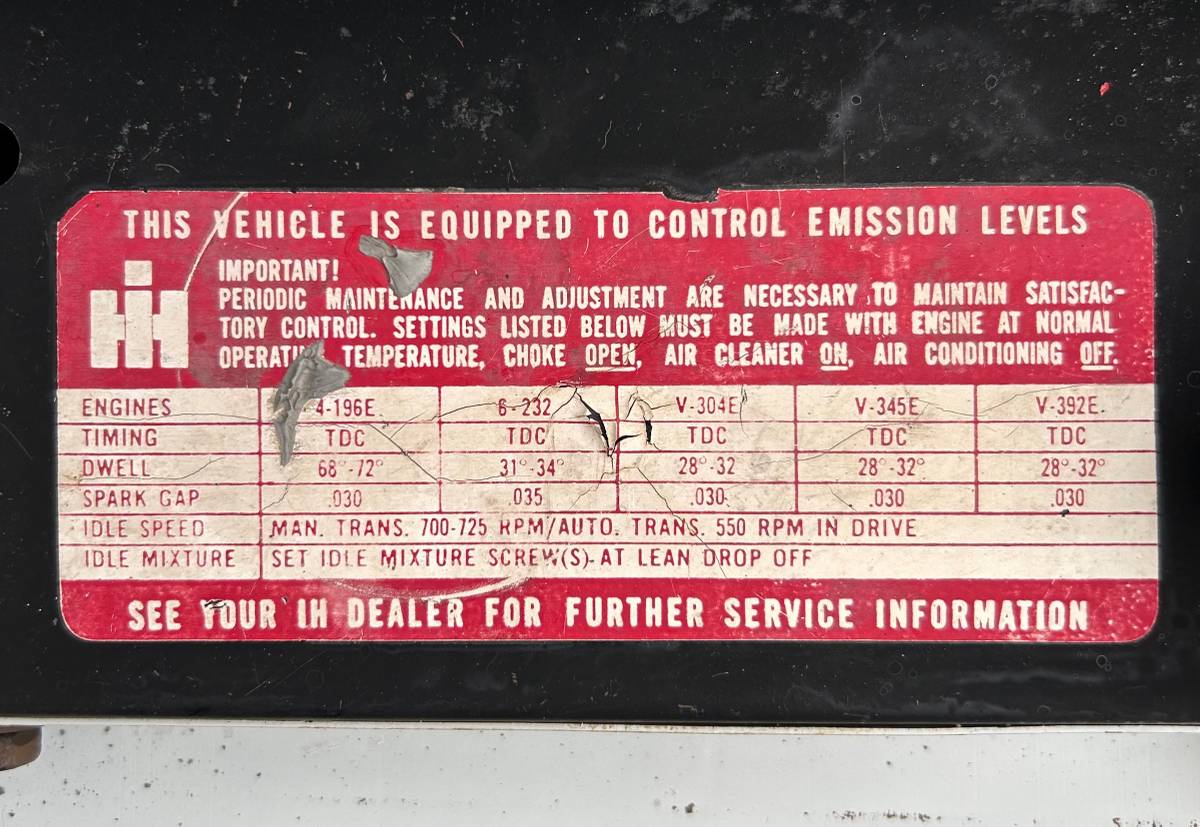 THIS VEHICLE IS EQUIPPED TO CONTROL EMISSION LEVELS
IH
IMPORTANT!
PERIODIC MAINTENANCE AND ADJUSTMENT ARE NECESSARY TO MAINTAIN SATISFAC-
TORY CONTROL. SETTINGS LISTED BELOW MUST BE MADE WITH ENGINE AT NORMAL
OPERATING TEMPERATURE, CHOKE OPEN, AIR CLEANER ON, AIR CONDITIONING OFF.
ENGINES 4-196E 6-232 V-304E V-345E V-392E
TIMING TDC TDC TDC TDC TDC
DWELL 68°-72° 31°-34° 28°-32 28°-32° 28°-32°
SPARK GAP .030 .035 .030 .030 .030
IDLE SPEED MAN. TRANS. 700-725 RPM/AUTO. TRANS. 550 RPM IN DRIVE
IDLE MIXTURE SET IDLE MIXTURE SCREW(S)-AT LEAN DROP OFF
SEE YOUR IH DEALER FOR FURTHER SERVICE INFORMATION